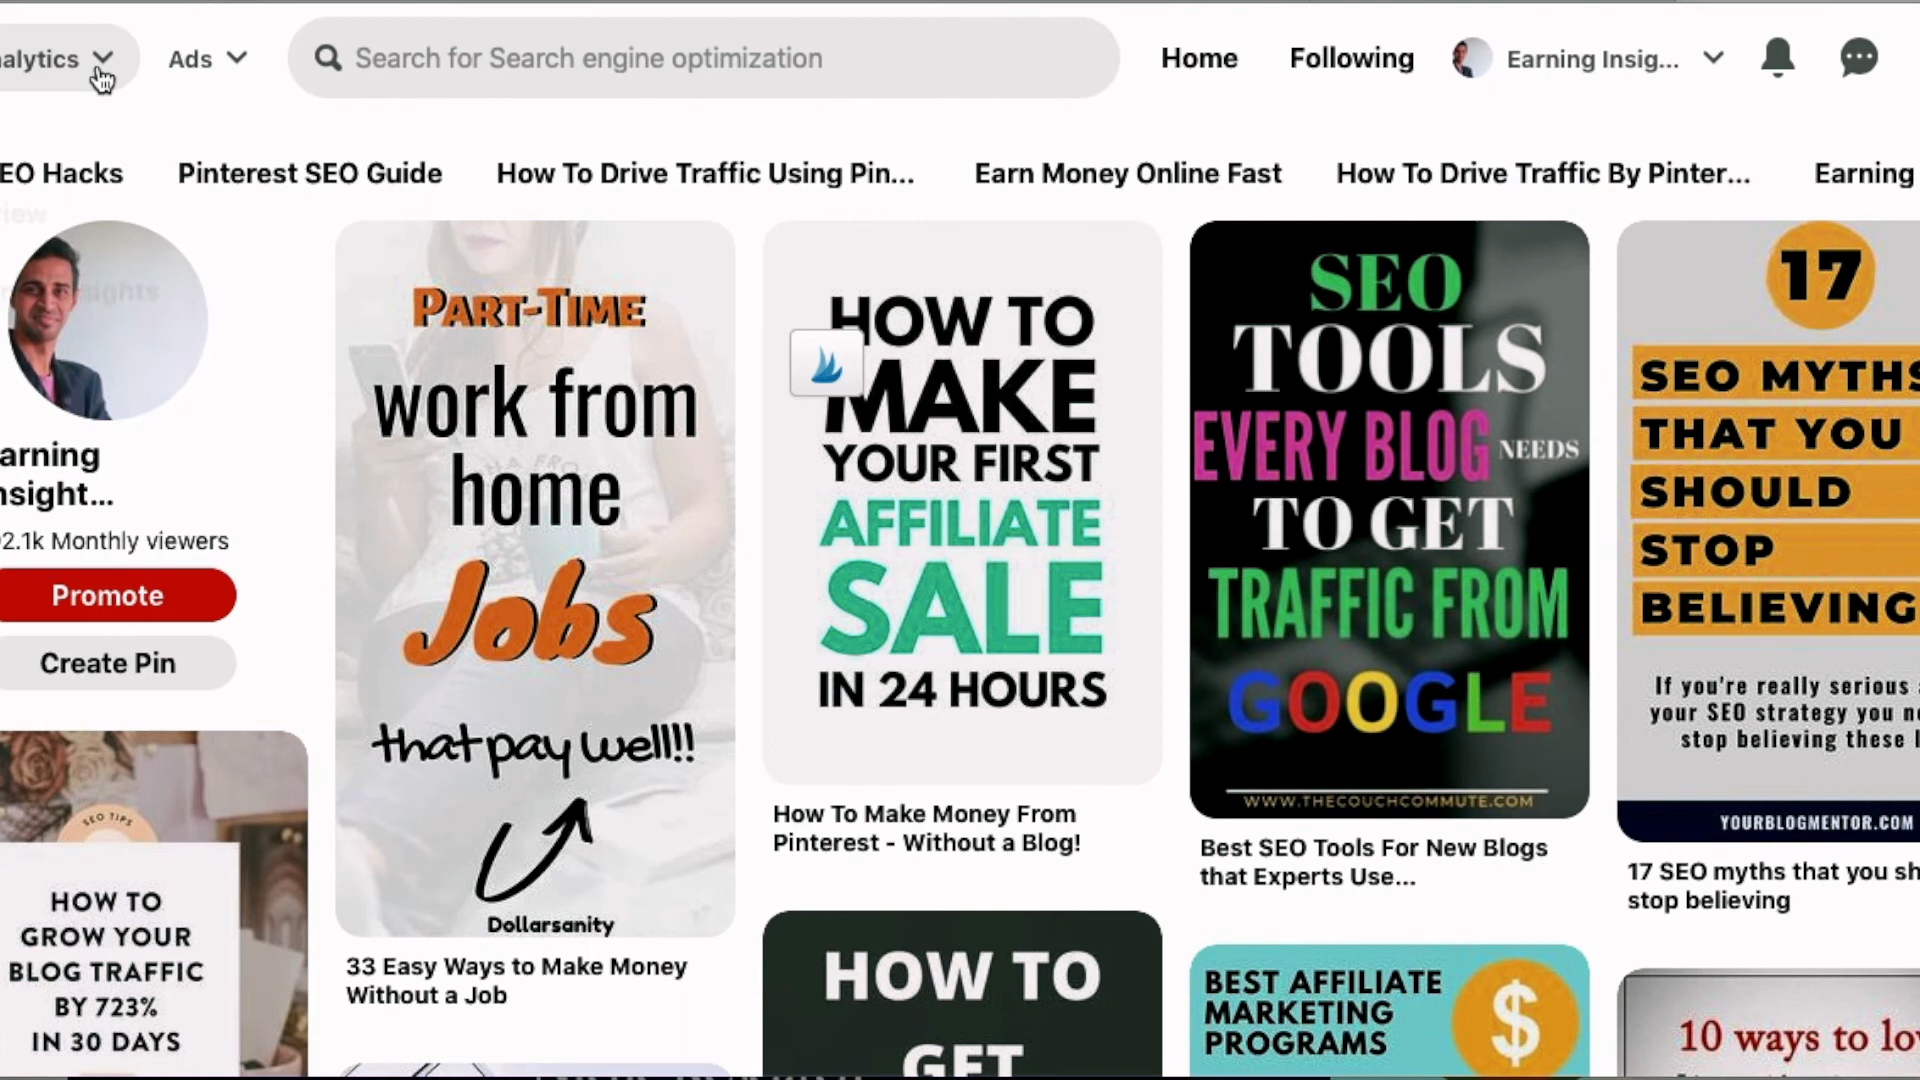 alytics
Ads
Search for Search engine optimization
Home
Following
Earning Insig...
EO Hacks
Pinterest SEO Guide
How To Drive Traffic Using Pin...
Earn Money Online Fast
How To Drive Traffic By Pinter...
Earning
iew
sights
arning
nsight...
2.1k Monthly viewers
Promote
Create Pin
SEO TIPS
HOW TO
GROW YOUR
BLOG TRAFFIC
BY 723%
IN 30 DAYS
PART-TIME
work from
home
Jobs
that pay well!!
Dollarsanity
33 Easy Ways to Make Money
Without a Job
HOW TO
MAKE
YOUR FIRST
AFFILIATE
SALE
IN 24 HOURS
How To Make Money From
Pinterest - Without a Blog!
HOW TO
GET
SEO
TOOLS
EVERY BLOG NEEDS
TO GET
TRAFFIC FROM
GOOGLE
WWW.THECOUCHCOMMUTE.COM
Best SEO Tools For New Blogs
that Experts Use...
BEST AFFILIATE
MARKETING
PROGRAMS
$
17
SEO MYTHS
THAT YOU
SHOULD
STOP
BELIEVING
If you're really serious
your SEO strategy you
stop believing these
YOURBLOGMENTOR.COM
17 SEO myths that you sh
stop believing
10 ways to lo